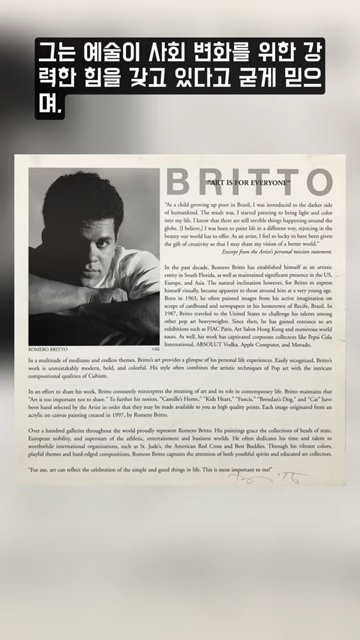 그는 예술이 사회 변화를 위한 강
력한 힘을 갖고 있다고 굳게 믿으
며,
BRITTO
"ART IS FOR EVERYONE"
"As a child growing up poor in Brazil, I was introduced to the darker side
of humankind. The result was, I started painting to bring light and color
into my life. I know that there are still terrible things happening around the
globe. [I believe,] I was born to paint life in a different way, rejoicing in the
beauty our world has to offer. As an artist, I feel so lucky to have been given
the gift of creativity so that I may share my vision of a better world."
Excerpt from the Artist's personal mission statement.
In the past decade, Romero Britto has established himself as an artistic
entity in South Florida, as well as maintained significant presence in the US,
Europe, and Asia. The natural inclination however, for Britto to express
himself visually, became apparent to those around him at a very young age.
Born in 1963, he often painted images from his active imagination on
scraps of cardboard and newspapers in his hometown of Recife, Brazil. In
1987, Britto traveled to the United States to challenge his talents among
other pop art heavyweights. Since then, he has gained entrance to art
exhibitions such as FIAC Paris, Art Salon Hong Kong and numerous world
tours. As well, his work has captivated corporate collectors like Pepsi Cola
International, ABSOLUT Vodka, Apple Computer, and Movado.
ROMERO BRITTO
In a multitude of mediums and endless themes, Britto's art provides a glimpse of his personal life experiences. Easily recognized, Britto's
work is unmistakably modern, bold, and colorful. His style often combines the artistic techniques of Pop art with the intricate
compositional qualities of Cubism.
In an effort to share his work, Britto constantly reinterprets the meaning of art and its role in contemporary life. Britto maintains that
"Art is too important not to share." To further his notion, "Camille's Home," "Kids Heart," "Fancis," "Brendan's Dog," and "Cat" have
been hand selected by the Artist in order that they may be made available to you at high quality prints. Each image originated from an
acrylic on canvas painting created in 1997, by Romero Britto.
Over a hundred galleries throughout the world proudly represent Romero Britto. His paintings grace the collections of heads of state,
European nobility, and superstars of the athletic, entertainment and business worlds. He often dedicates his time and talent to
worthwhile international organizations, such as St. Jude's, the American Red Cross and Best Buddies. Through his vibrant colors,
playful themes and hard-edged compositions, Romero Britto captures the attention of both youthful spirits and educated art collectors.
"For me, art can reflect the celebration of the simple and good things in life. This is most important to me!"